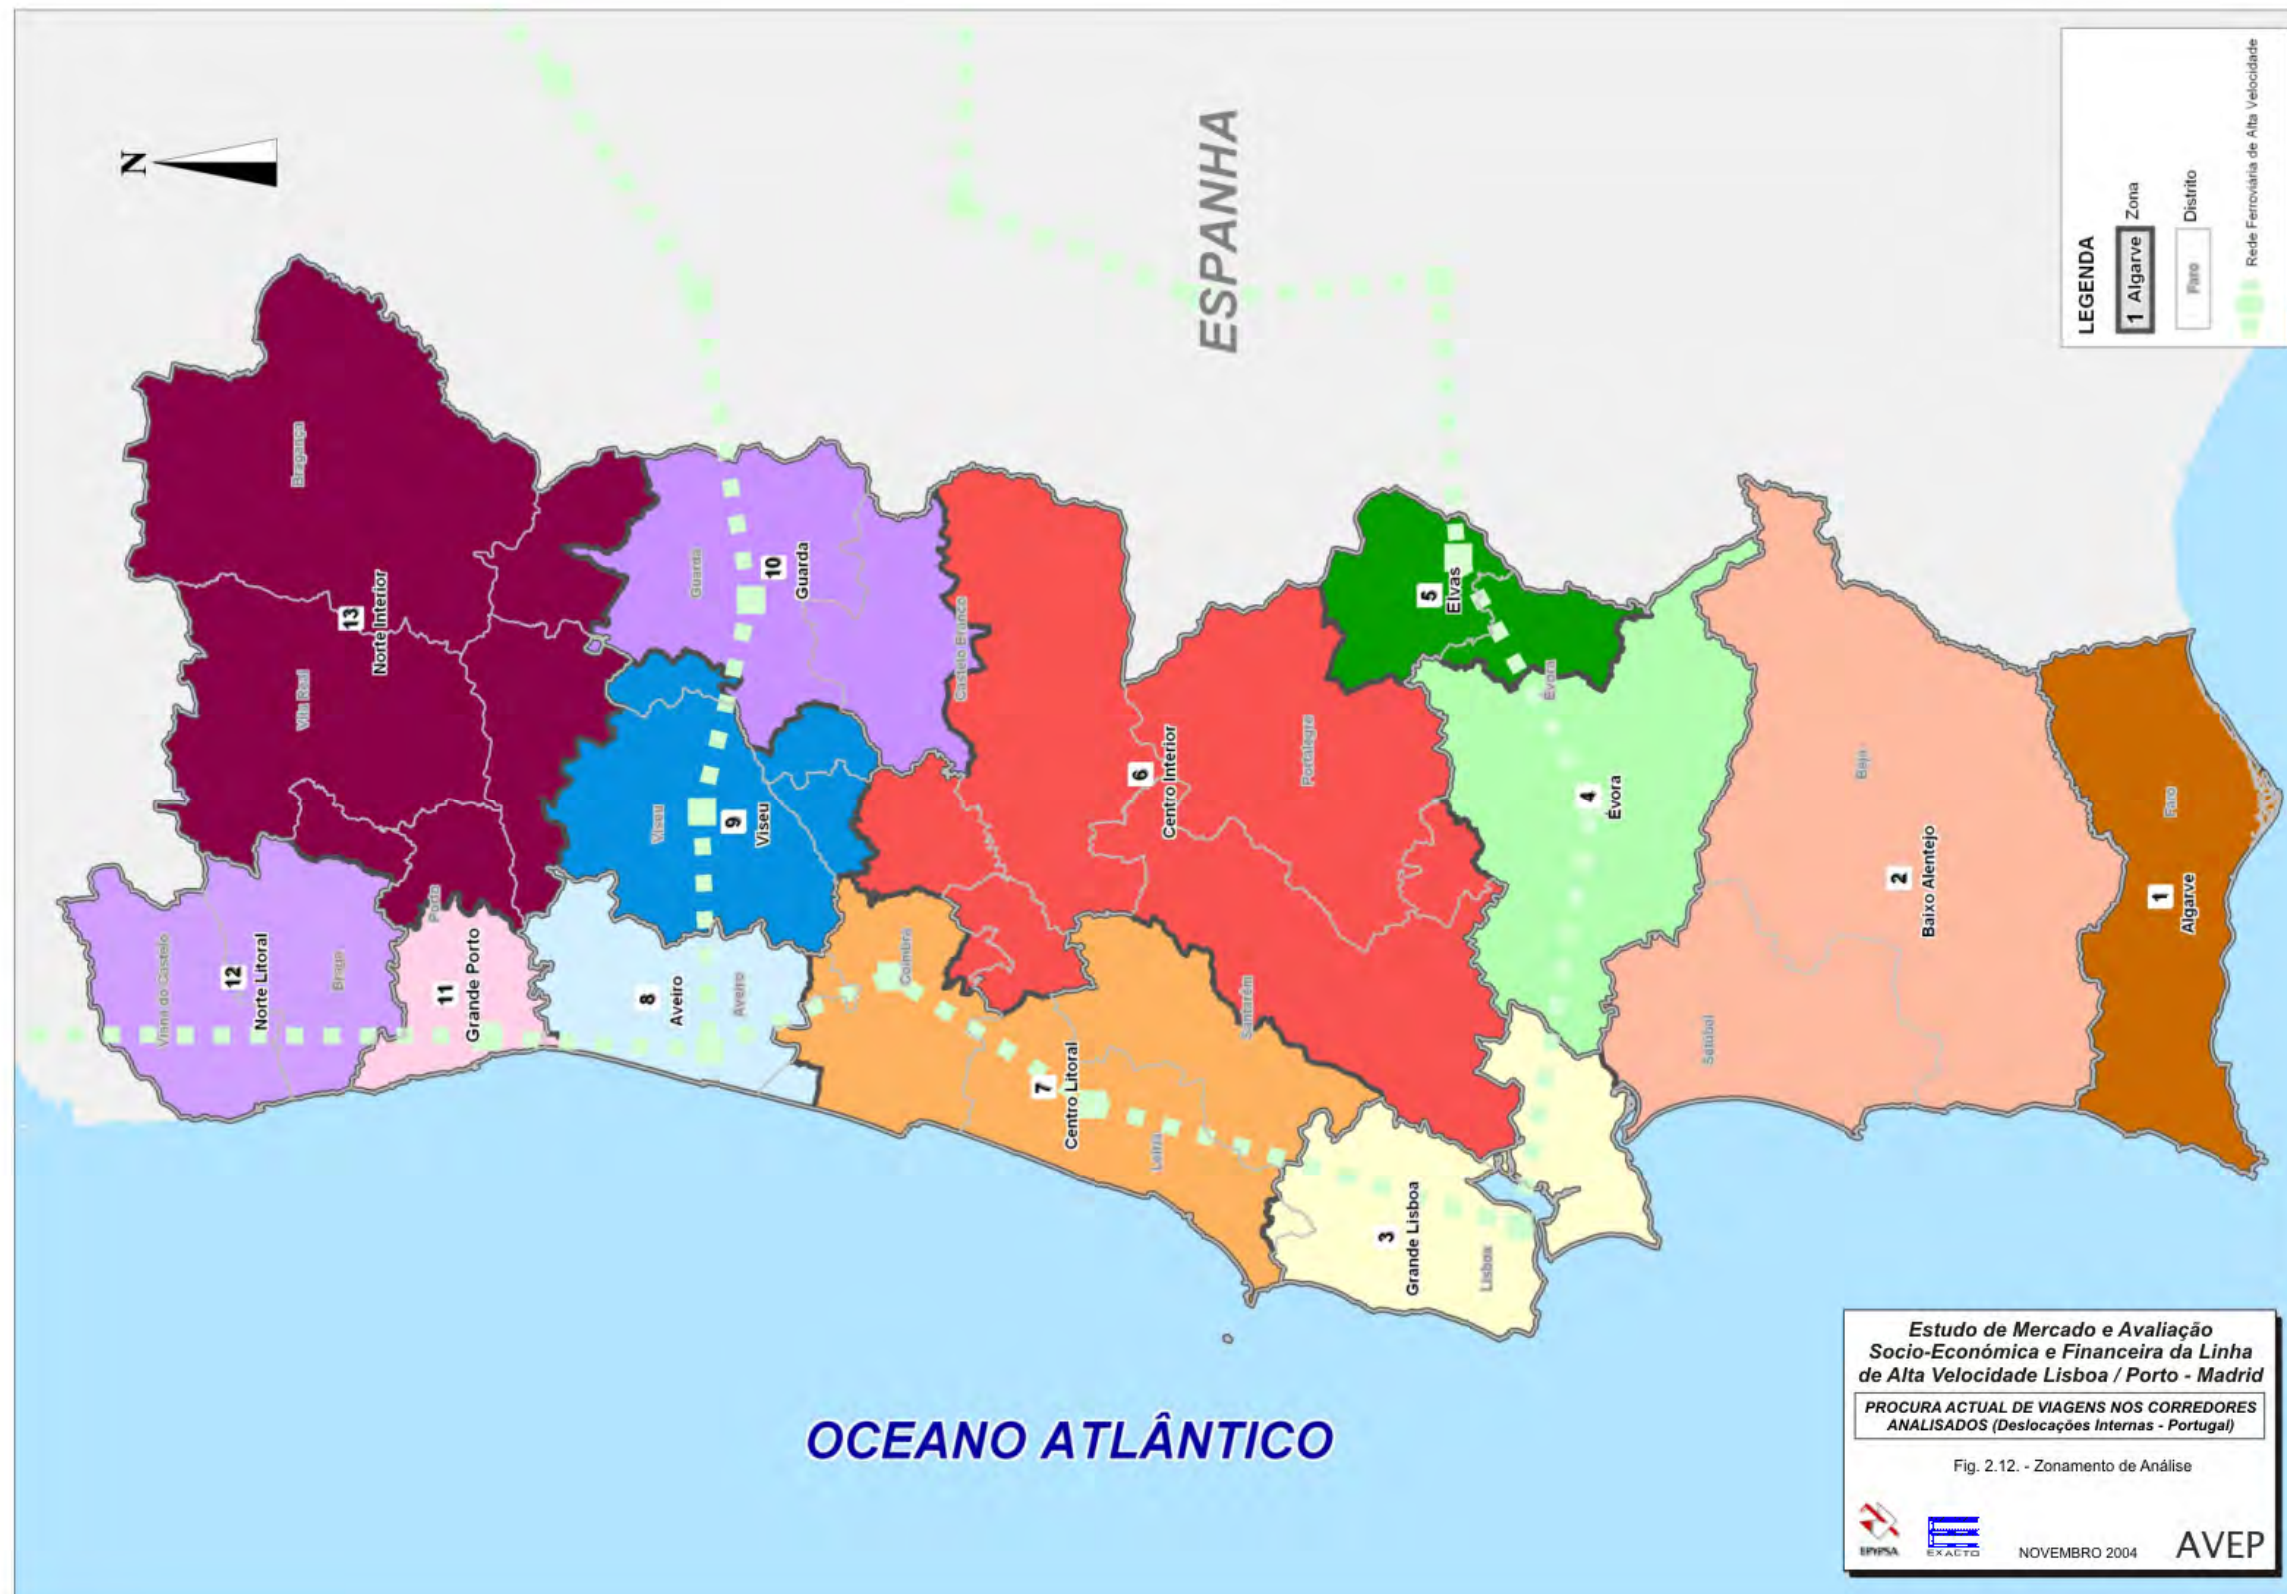 N
ESPANHA
LEGENDA
1 Algarve Zona
Faro Distrito
Rede Ferroviária de Alta Velocidade
Bragança
13
Norte Interior
Vila Real
Viana do Castelo
12
Norte Litoral
Braga
Porto
11
Grande Porto
Guarda
10
Guarda
Viseu
9
Viseu
8
Aveiro
Aveiro
Coimbra
Castelo Branco
6
Centro Interior
Portalegre
7
Centro Litoral
Leiria
Santarém
5
Elvas
Évora
4
Évora
3
Grande Lisboa
Lisboa
Setúbal
Beja
2
Baixo Alentejo
Faro
1
Algarve
OCEANO ATLÂNTICO
Estudo de Mercado e Avaliação
Socio-Económica e Financeira da Linha
de Alta Velocidade Lisboa / Porto - Madrid
PROCURA ACTUAL DE VIAGENS NOS CORREDORES
ANALISADOS (Deslocações Internas - Portugal)
Fig. 2.12. - Zonamento de Análise
EPYPSA
EXACTO
NOVEMBRO 2004
AVEP